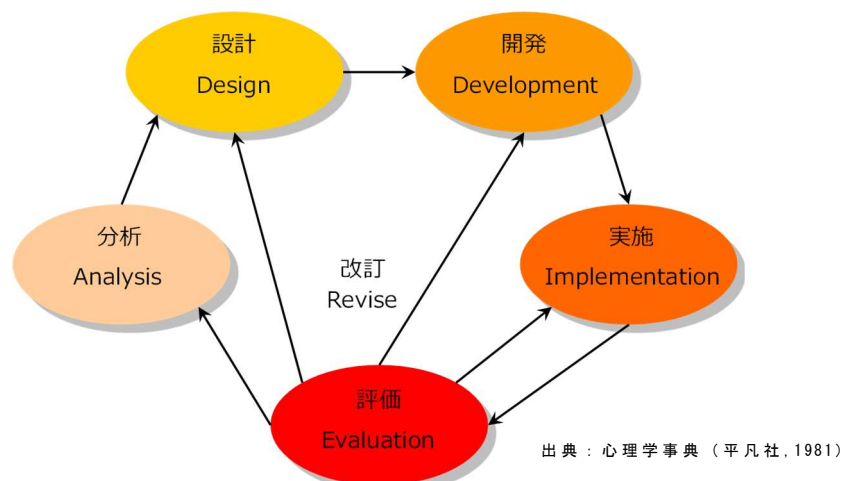 設計
Design
開発
Development
分析
Analysis
実施
Implementation
改訂
Revise
評価
Evaluation
出典：心理学事典（平凡社,1981）